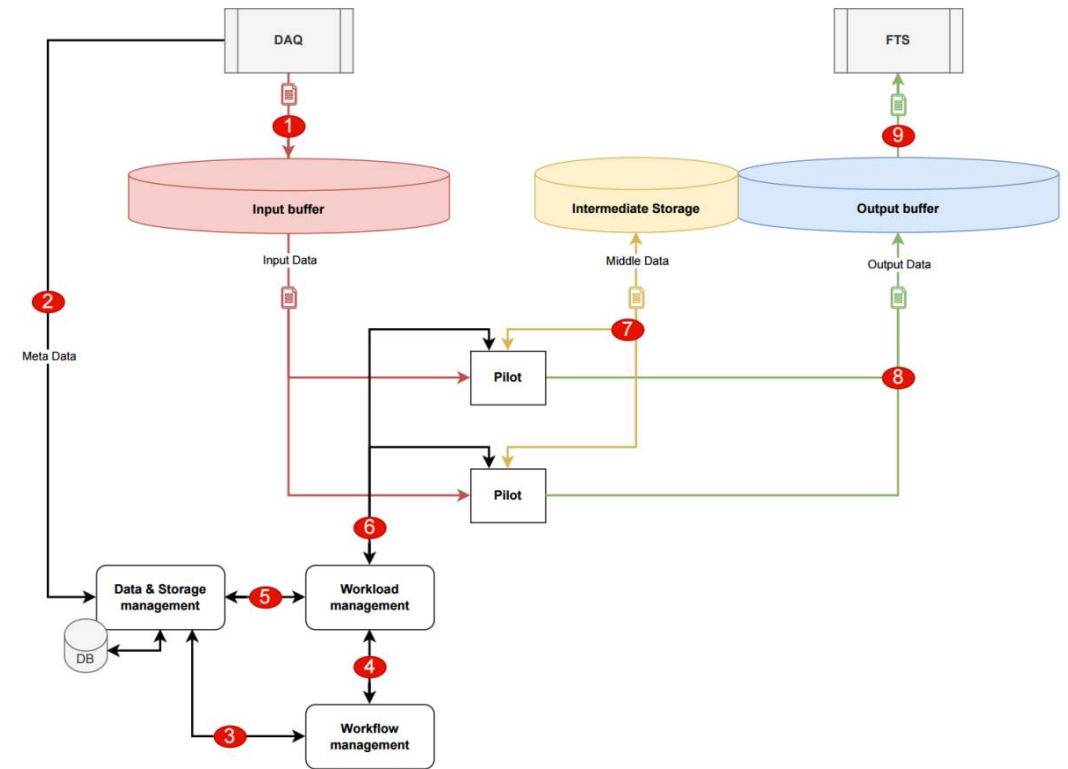 DAQ
FTS
1
9
Input buffer
Intermediate Storage
Output buffer
Input Data
Middle Data
Output Data
2
7
Meta Data
Pilot
8
Pilot
6
Data & Storage
management
5
Workload
management
DB
4
3
Workflow
management